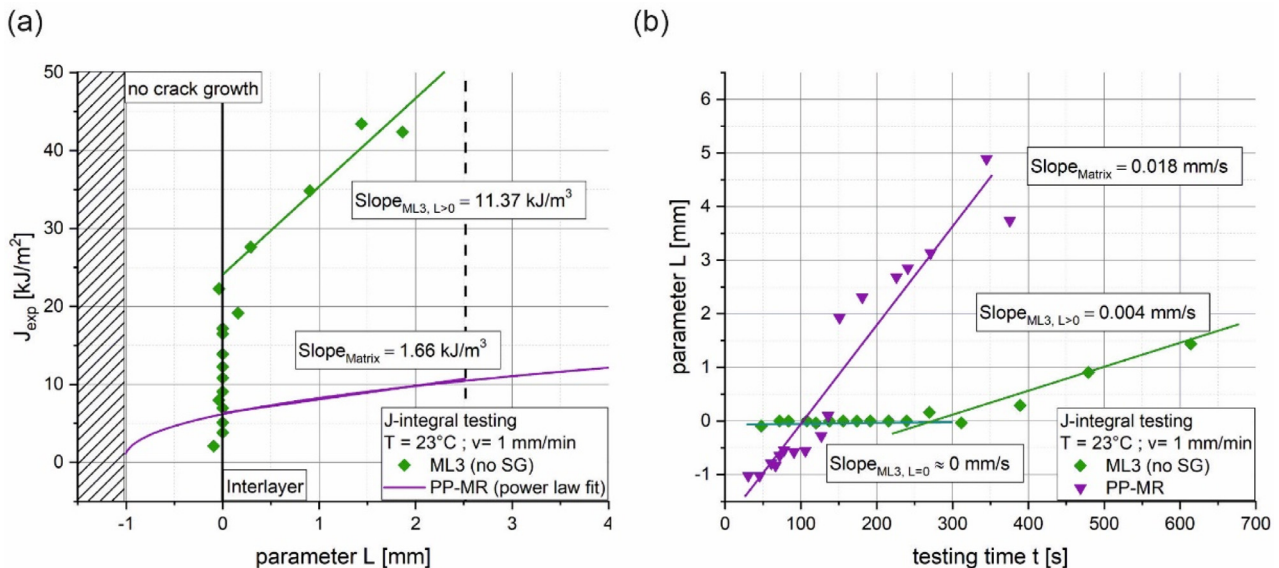 (a)
50
40
30
20
10
0
J_exp [kJ/m²]
no crack growth
Slope_ML3, L>0 = 11.37 kJ/m³
Slope_Matrix = 1.66 kJ/m³
Interlayer
J-integral testing
T = 23°C ; v= 1 mm/min
ML3 (no SG)
PP-MR (power law fit)
-1 0 1 2 3 4
parameter L [mm]
(b)
6
5
4
3
2
1
0
-1
parameter L [mm]
Slope_Matrix = 0.018 mm/s
Slope_ML3, L>0 = 0.004 mm/s
Slope_ML3, L=0 ≈ 0 mm/s
J-integral testing
T = 23°C ; v= 1 mm/min
ML3 (no SG)
PP-MR
0 100 200 300 400 500 600 700
testing time t [s]